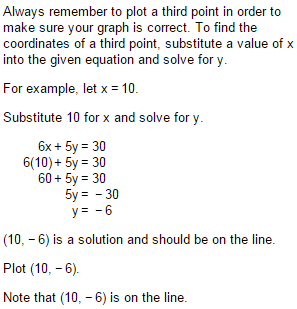 Always remember to plot a third point in order to
make sure your graph is correct. To find the
coordinates of a third point, substitute a value of x
into the given equation and solve for y.
For example, let x = 10.
Substitute 10 for x and solve for y.
6x + 5y = 30
6(10) + 5y = 30
60 + 5y = 30
5y = - 30
y = - 6
(10, - 6) is a solution and should be on the line.
Plot (10, - 6).
Note that (10, - 6) is on the line.